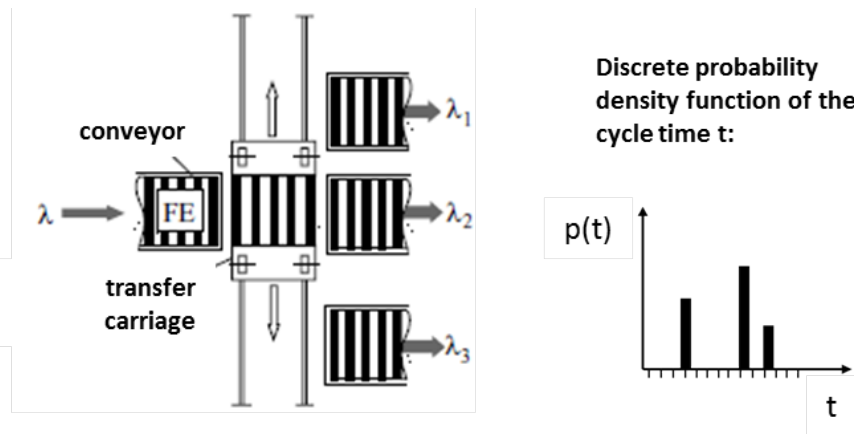 conveyor
λ
FE
transfer
carriage
λ1
λ2
λ3
Discrete probability
density function of the
cycle time t:
p(t)
t